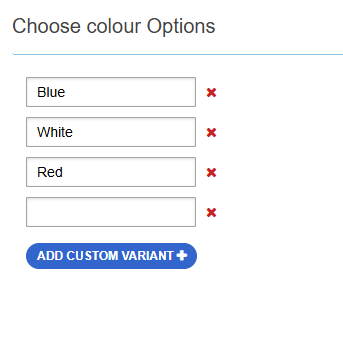 Choose colour Options
Blue
White
Red
ADD CUSTOM VARIANT